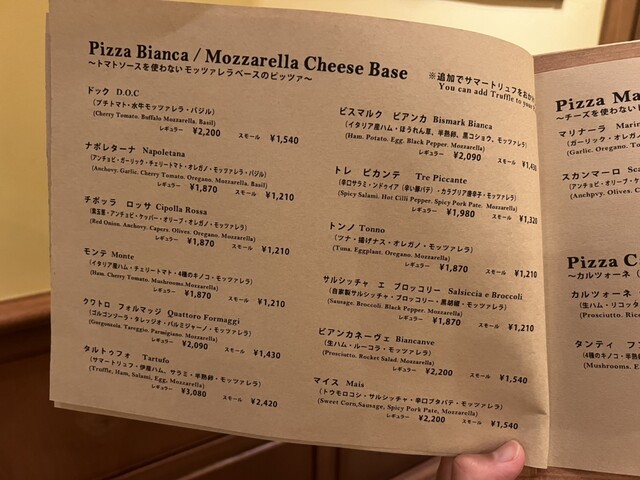 Pizza Bianca / Mozzarella Cheese Base
～トマトソースを使わないモッツァレラベースのピッツァ～
※追加でサマートリュフをおか
You can add Truffle to your
ドック D.O.C
（プチトマト・水牛モッツァレラ・バジル）
(Cherry Tomato. Buffalo Mozzarella. Basil)
レギュラー ¥2,200 スモール ¥1,540
ナポレターナ Napoletana
（アンチョビ・ガーリック・チェリートマト・オレガノ・モッツァレラ・バジル）
(Anchovy. Garlic. Cherry Tomato. Oregano. Mozzarella. Basil)
レギュラー ¥1,870 スモール ¥1,210
チポッラ ロッサ Cipolla Rossa
（紫玉葱・アンチョビ・ケッパー・オリーブ・オレガノ・モッツァレラ）
(Red Onion. Anchovy. Capers. Olives. Oregano. Mozzarella)
レギュラー ¥1,870 スモール ¥1,210
モンテ Monte
（イタリア産ハム・チェリートマト・4種のキノコ・モッツァレラ）
(Ham. Cherry Tomato. Mushrooms. Mozzarella)
レギュラー ¥1,870 スモール ¥1,210
クワトロ フォルマッジ Quattoro Formaggi
（ゴルゴンゾーラ・タレッジオ・パルミジャーノ・モッツァレラ）
(Gorgonsola. Tareggio. Parmigiano. Mozzarella)
レギュラー ¥2,090 スモール ¥1,430
タルトゥフォ Tartufo
（サマートリュフ・伊産ハム、サラミ・半熟卵・モッツァレラ）
(Truffle, Ham, Salami, Egg. Mozzarella)
レギュラー ¥3,080 スモール ¥2,420
ビスマルク ビアンカ Bismark Bianca
（イタリア産ハム・ほうれん草、半熟卵、黒コショウ、モッツァレラ）
(Ham. Potato. Egg. Black Pepper. Mozzarella)
レギュラー ¥2,090 スモール ¥1,430
トレ ピカンテ Tre Piccante
（辛口サラミ・ンドゥイア（辛い豚パテ）・カラブリア唐辛子・モッツァレラ）
(Spicy Salami. Hot Cilli Pepper. Spicy Pork Pate. Mozzarella)
レギュラー ¥1,980 スモール ¥1,320
トンノ Tonno
（ツナ・揚げナス・オレガノ・モッツァレラ）
(Tona. Eggplant. Oregano. Mozzarella)
レギュラー ¥1,870 スモール ¥1,210
サルシッチャ エ ブロッコリー Salsiccia e Broccoli
（自家製サルシッチャ・ブロッコリー・黒胡椒・モッツァレラ）
(Sausage. Broccoli. Black Pepper. Mozzarella)
レギュラー ¥1,870 スモール ¥1,210
ビアンカネーヴェ Biancanve
（生ハム・ルーコラ・モッツァレラ）
(Prosciutto. Rocket Salad. Mozzarella)
レギュラー ¥2,200 スモール ¥1,540
マイス Mais
（トウモロコシ・サルシッチャ・辛口ブタパテ・モッツァレラ）
(Sweet Corn, Sausage, Spicy Pork Pate, Mozzarella)
レギュラー ¥2,200 スモール ¥1,540
Pizza Ma
～チーズを使わ
マリナーラ Marin
（ガーリック・オレガ
(Garlic. Oregano. To
スカンマーロ Sca
（アンチョビ・オリー
(Anchpvy. Olives. C
Pizza C
～カルツォーネ
カルツォーネ
（ハム・リコッタ
(Prosciutto. Ric
タンティ フ
（4種のキノコ・半熟
(Mushrooms. E